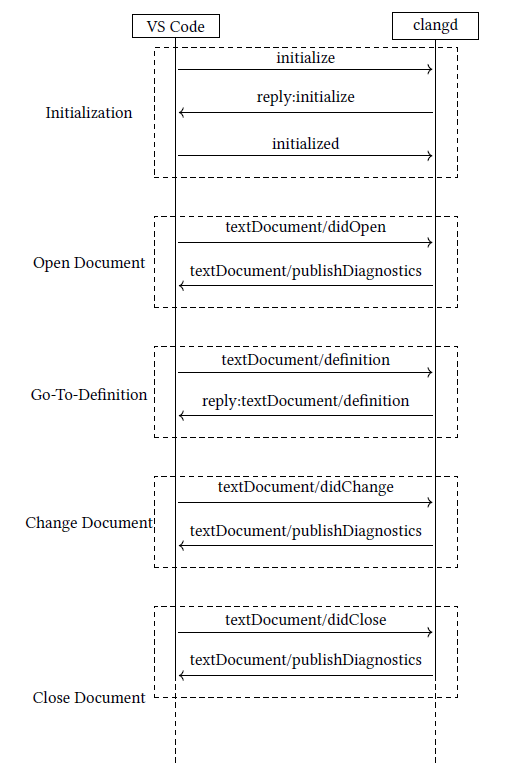 VS Code
clangd
initialize
reply:initialize
Initialization
initialized
textDocument/didOpen
Open Document
textDocument/publishDiagnostics
textDocument/definition
Go-To-Definition
reply:textDocument/definition
textDocument/didChange
Change Document
textDocument/publishDiagnostics
textDocument/didClose
textDocument/publishDiagnostics
Close Document